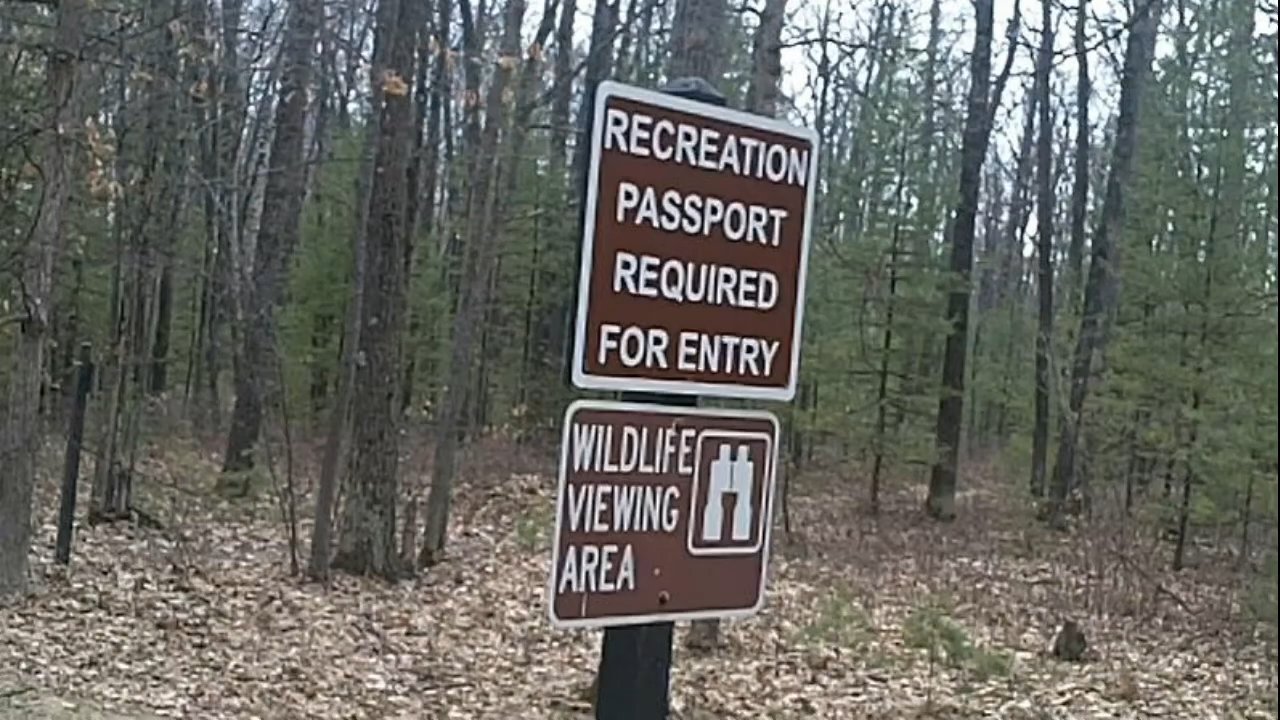 RECREATION
PASSPORT
REQUIRED
FOR ENTRY
WILDLIFE
VIEWING
AREA